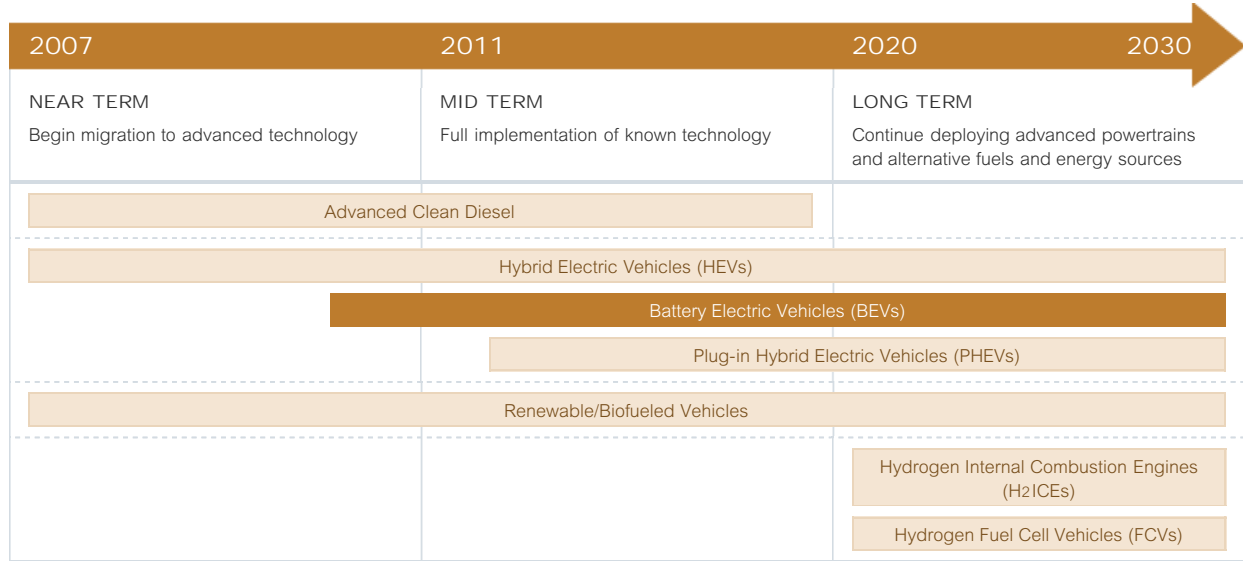 2007
2011
2020
2030
NEAR TERM
Begin migration to advanced technology
MID TERM
Full implementation of known technology
LONG TERM
Continue deploying advanced powertrains
and alternative fuels and energy sources
Advanced Clean Diesel
Hybrid Electric Vehicles (HEVs)
Battery Electric Vehicles (BEVs)
Plug-in Hybrid Electric Vehicles (PHEVs)
Renewable/Biofueled Vehicles
Hydrogen Internal Combustion Engines
(H2ICEs)
Hydrogen Fuel Cell Vehicles (FCVs)